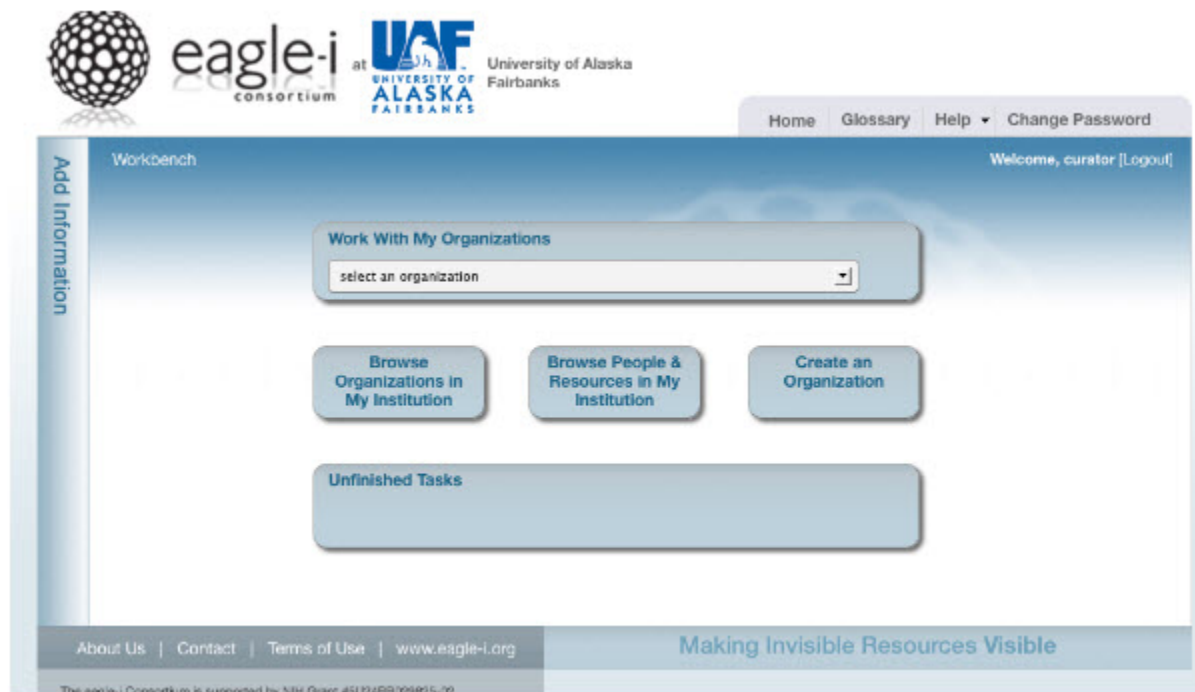 eagle-i
consortium
at
UAF
UNIVERSITY OF
ALASKA
FAIRBANKS
University of Alaska
Fairbanks
Home Glossary Help Change Password
Add Information
Workbench
Welcome, curator [Logout]
Work With My Organizations
select an organization
Browse
Organizations in
My Institution
Browse People &
Resources in My
Institution
Create an
Organization
Unfinished Tasks
About Us | Contact | Terms of Use | www.eagle-i.org
Making Invisible Resources Visible
The eagle-i Consortium is supported by NIH Grant